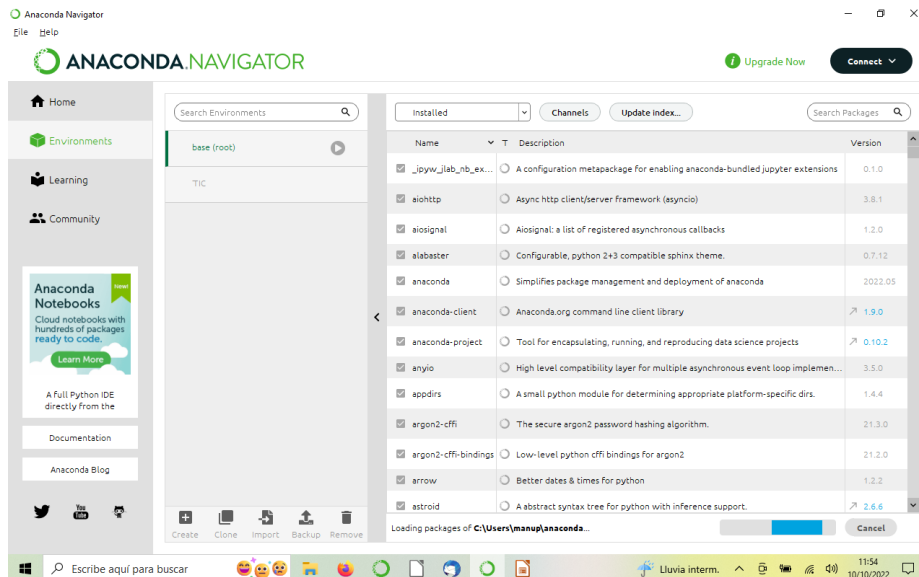 Anaconda Navigator
File Help
ANACONDA.NAVIGATOR
i Upgrade Now
Connect
Home
Environments
Learning
Community
Anaconda Notebooks
New!
Cloud notebooks with
hundreds of packages
ready to code.
Learn More
A full Python IDE
directly from the
Documentation
Anaconda Blog
You Tube
Search Environments
base (root)
TIC
Create Clone Import Backup Remove
Installed Channels Update index... Search Packages
Name T Description Version
_ipyw_jlab_nb_ex... A configuration metapackage for enabling anaconda-bundled jupyter extensions 0.1.0
aiohttp Async http client/server framework (asyncio) 3.8.1
aiosignal Aiosignal: a list of registered asynchronous callbacks 1.2.0
alabaster Configurable, python 2+3 compatible sphinx theme. 0.7.12
anaconda Simplifies package management and deployment of anaconda 2022.05
anaconda-client Anaconda.org command line client library 1.9.0
anaconda-project Tool for encapsulating, running, and reproducing data science projects 0.10.2
anyio High level compatibility layer for multiple asynchronous event loop implemen... 3.5.0
appdirs A small python module for determining appropriate platform-specific dirs. 1.4.4
argon2-cffi The secure argon2 password hashing algorithm. 21.3.0
argon2-cffi-bindings Low-level python cffi bindings for argon2 21.2.0
arrow Better dates & times for python 1.2.2
astroid A abstract syntax tree for python with inference support. 2.6.6
Loading packages of C:\Users\manup\anaconda... Cancel
Escribe aquí para buscar
Lluvia interm.
11:54
10/10/2022